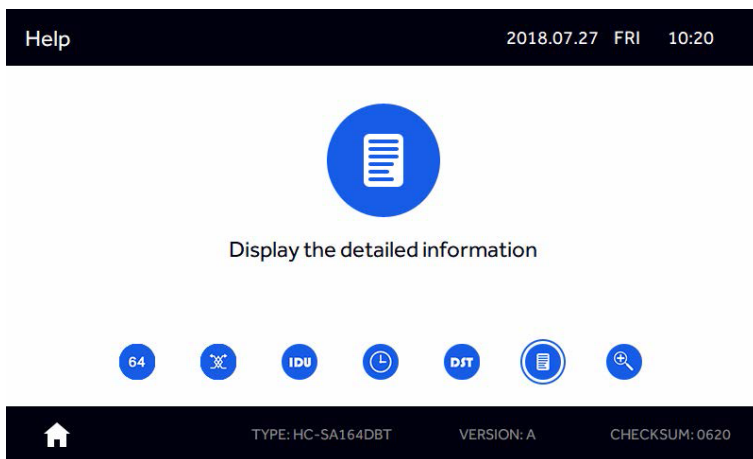 Help 2018.07.27 FRI 10:20
Display the detailed information
64 IDU DST
TYPE: HC-SA164DBT VERSION: A CHECKSUM: 0620